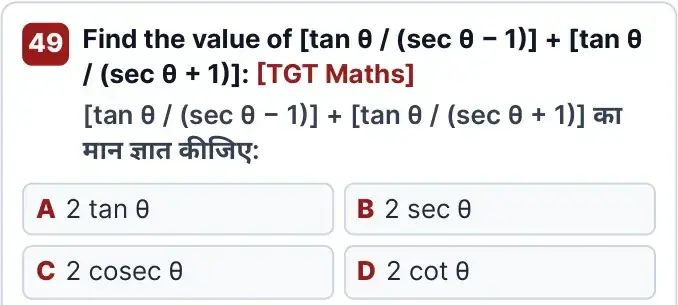 49 Find the value of [tan θ / (sec θ − 1)] + [tan θ
/ (sec θ + 1)]: [TGT Maths]
[tan θ / (sec θ − 1)] + [tan θ / (sec θ + 1)] का
मान ज्ञात कीजिए:
A 2 tan θ
B 2 sec θ
C 2 cosec θ
D 2 cot θ